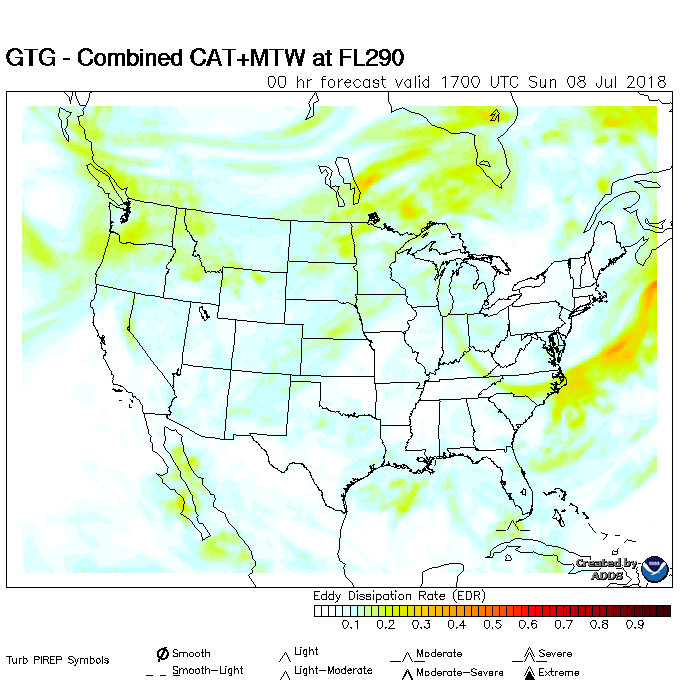 GTG - Combined CAT+MTW at FL290
00 hr forecast valid 1700 UTC Sun 08 Jul 2018
Created by
ADDS
Eddy Dissipation Rate (EDR)
0.1 0.2 0.3 0.4 0.5 0.6 0.7 0.8 0.9
Turb PIREP Symbols
Smooth Light Moderate Severe
Smooth-Light Light-Moderate Moderate-Severe Extreme